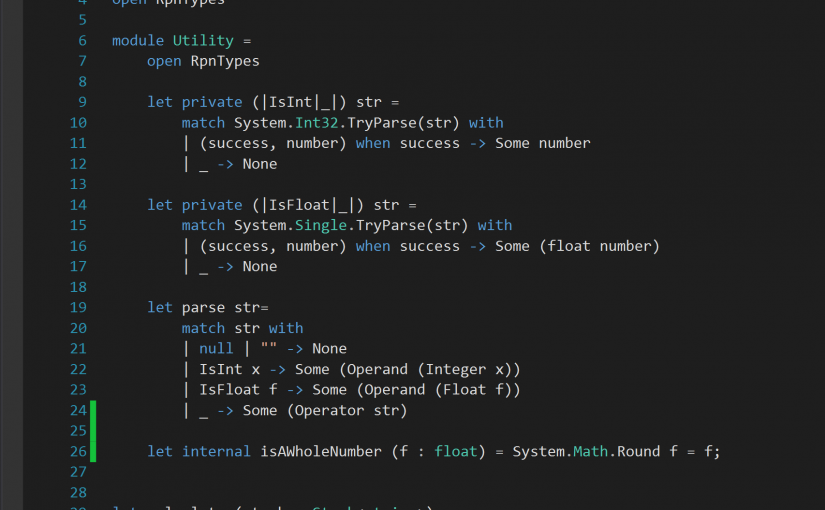 4 open RpnTypes
5
6 module Utility =
7 open RpnTypes
8
9 let private (|IsInt|_|) str =
10 match System.Int32.TryParse(str) with
11 | (success, number) when success -> Some number
12 | _ -> None
13
14 let private (|IsFloat|_|) str =
15 match System.Single.TryParse(str) with
16 | (success, number) when success -> Some (float number)
17 | _ -> None
18
19 let parse str=
20 match str with
21 | null | "" -> None
22 | IsInt x -> Some (Operand (Integer x))
23 | IsFloat f -> Some (Operand (Float f))
24 | _ -> Some (Operator str)
25
26 let internal isAWholeNumber (f : float) = System.Math.Round f = f;
27
28
29